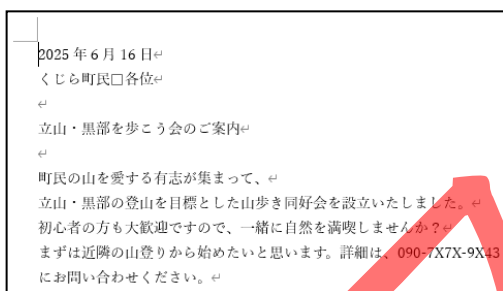 2025 年 6 月 16 日
くじら町民□各位
立山・黒部を歩こう会のご案内
町民の山を愛する有志が集まって、
立山・黒部の登山を目標とした山歩き同好会を設立いたしました。
初心者の方も大歓迎ですので、一緒に自然を満喫しませんか？
まずは近隣の山登りから始めたいと思います。詳細は、090-7X7X-9X43
にお問い合わせください。